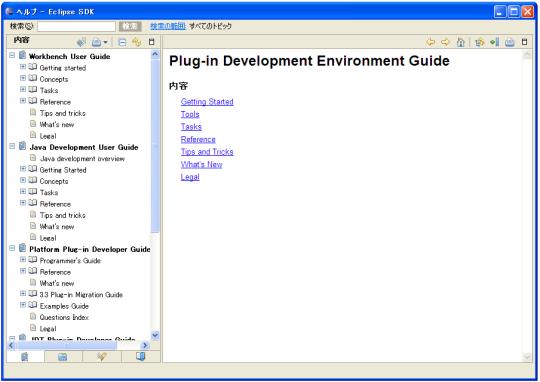 ヘルプ - Eclipse SDK
検索(S): 検索 検索の範囲: すべてのトピック
内容
Workbench User Guide
Getting started
Concepts
Tasks
Reference
Tips and tricks
What's new
Legal
Java Development User Guide
Java development overview
Getting Started
Concepts
Tasks
Reference
Tips and tricks
What's new
Legal
Platform Plug-in Developer Guide
Programmer's Guide
Reference
What's new
3.3 Plug-in Migration Guide
Examples Guide
Questions Index
Legal
JDT Plug-in Developer Guide
Plug-in Development Environment Guide
内容
Getting Started
Tools
Tasks
Reference
Tips and Tricks
What's New
Legal